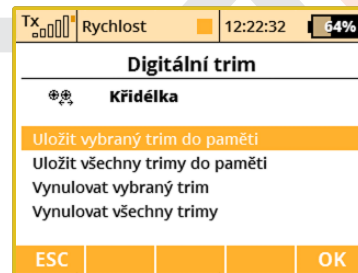 Tx Rychlost 12:22:32 64%
Digitální trim
Křidélka
Uložit vybraný trim do paměti
Uložit všechny trimy do paměti
Vynulovat vybraný trim
Vynulovat všechny trimy
ESC OK